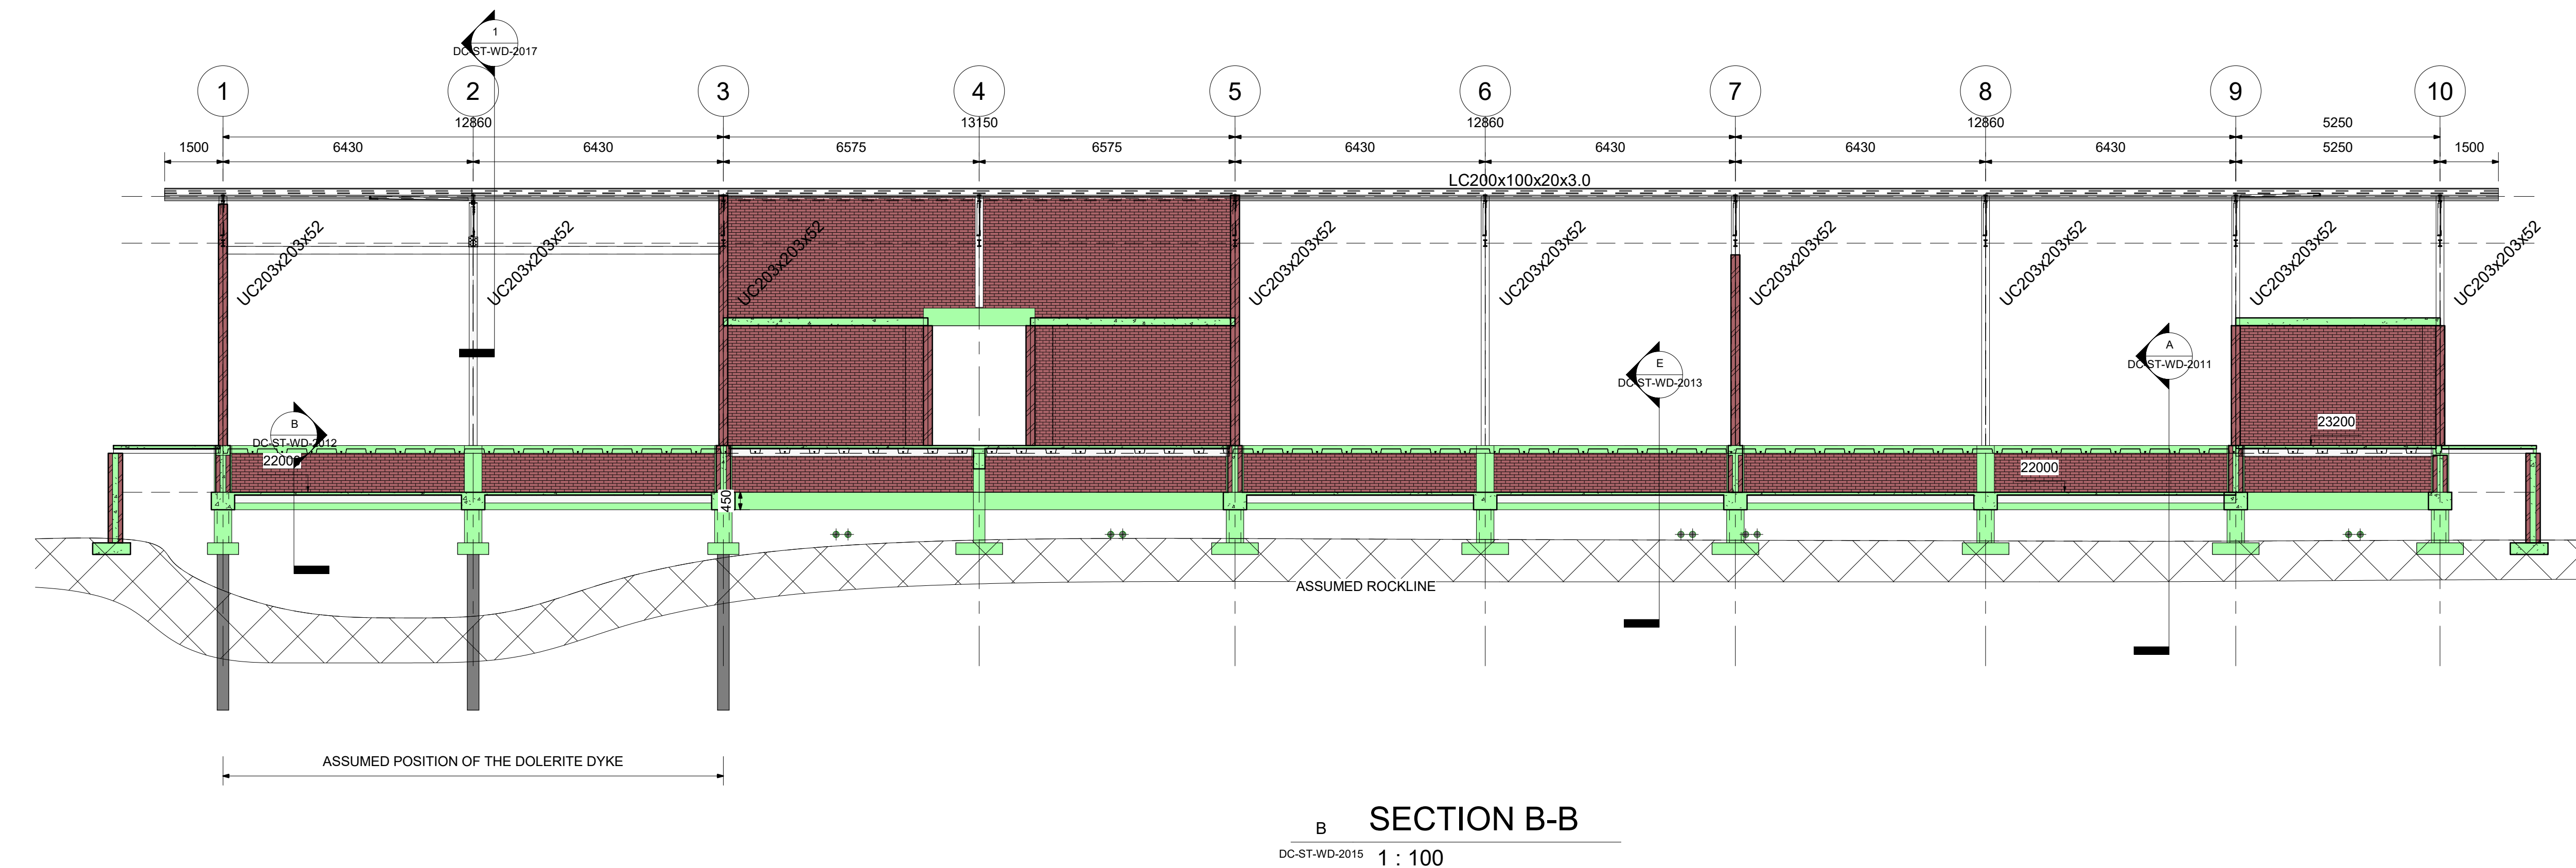 1
DC-ST-WD-2017
1
2
3
4
5
6
7
8
9
10
12860
13150
12860
12860
5250
1500
6430
6430
6575
6575
6430
6430
6430
6430
5250
1500
LC200x100x20x3.0
UC203x203x52
UC203x203x52
UC203x203x52
UC203x203x52
UC203x203x52
UC203x203x52
UC203x203x52
UC203x203x52
UC203x203x52
E
DC-ST-WD-2013
A
DC-ST-WD-2011
B
DC-ST-WD-2012
23200
22000
22000
450
ASSUMED ROCKLINE
ASSUMED POSITION OF THE DOLERITE DYKE
B
SECTION B-B
DC-ST-WD-2015
1 : 100